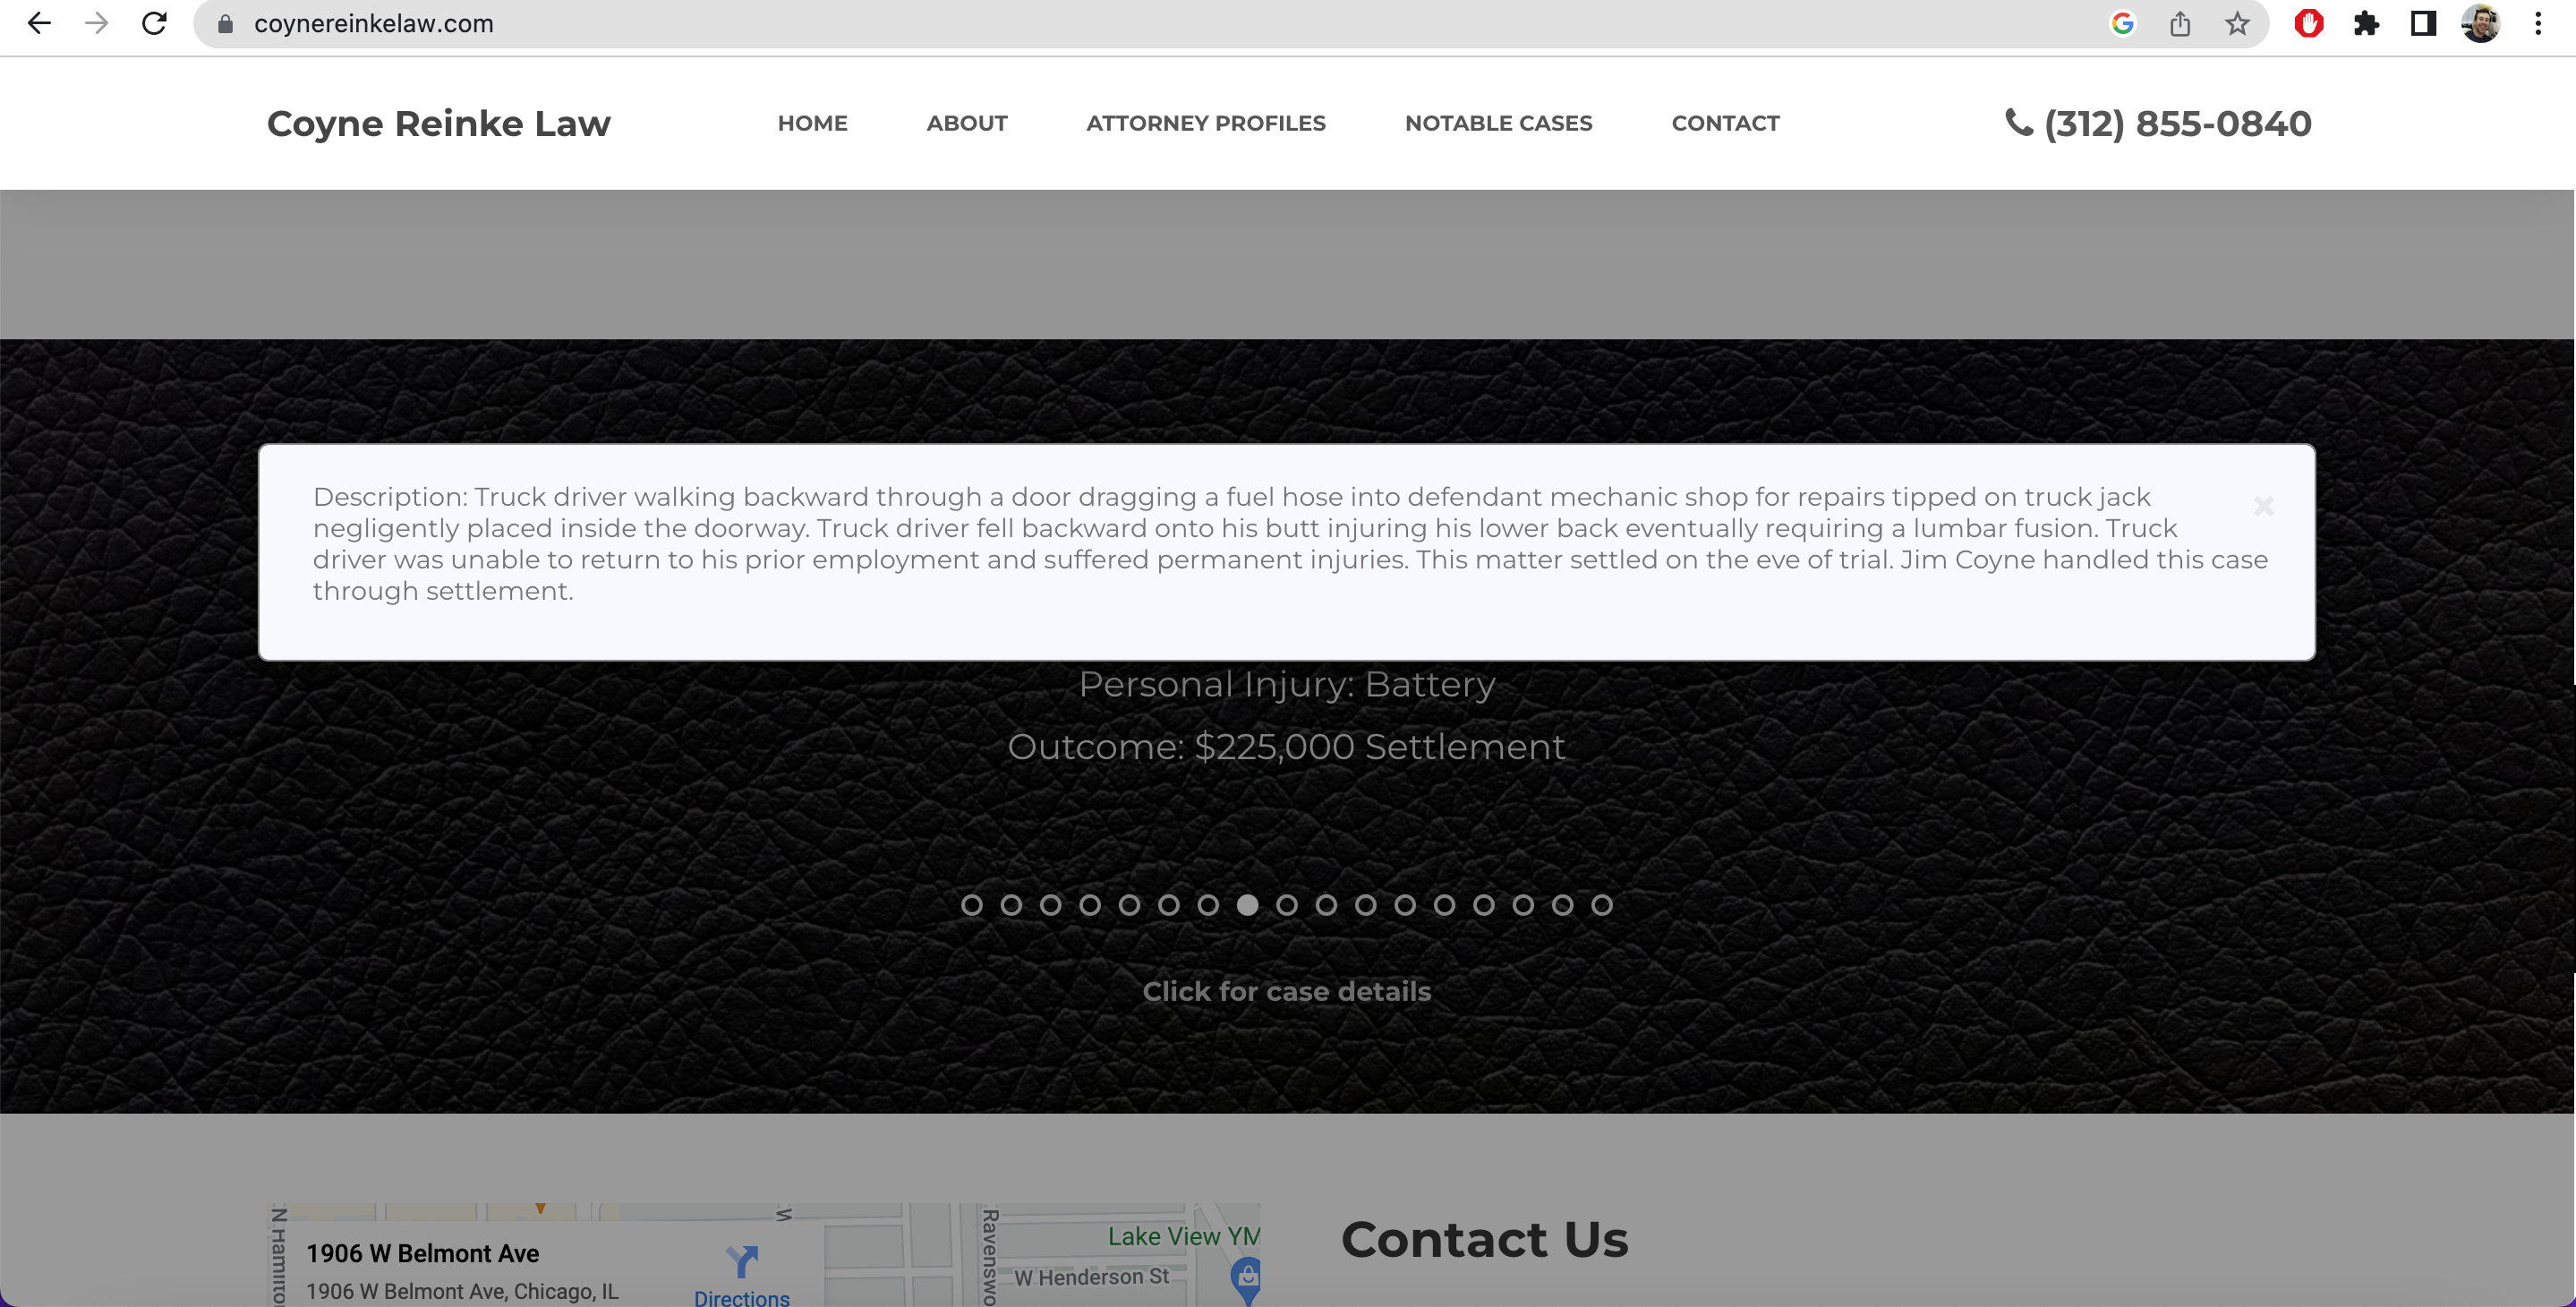 coynereinkelaw.com
Coyne Reinke Law
HOME
ABOUT
ATTORNEY PROFILES
NOTABLE CASES
CONTACT
(312) 855-0840
Description: Truck driver walking backward through a door dragging a fuel hose into defendant mechanic shop for repairs tipped on truck jack
negligently placed inside the doorway. Truck driver fell backward onto his butt injuring his lower back eventually requiring a lumbar fusion. Truck
driver was unable to return to his prior employment and suffered permanent injuries. This matter settled on the eve of trial. Jim Coyne handled this case
through settlement.
Personal Injury: Battery
Outcome: $225,000 Settlement
Click for case details
1906 W Belmont Ave
1906 W Belmont Ave, Chicago, IL
Directions
W
Lake View YM
W Henderson St
Contact Us